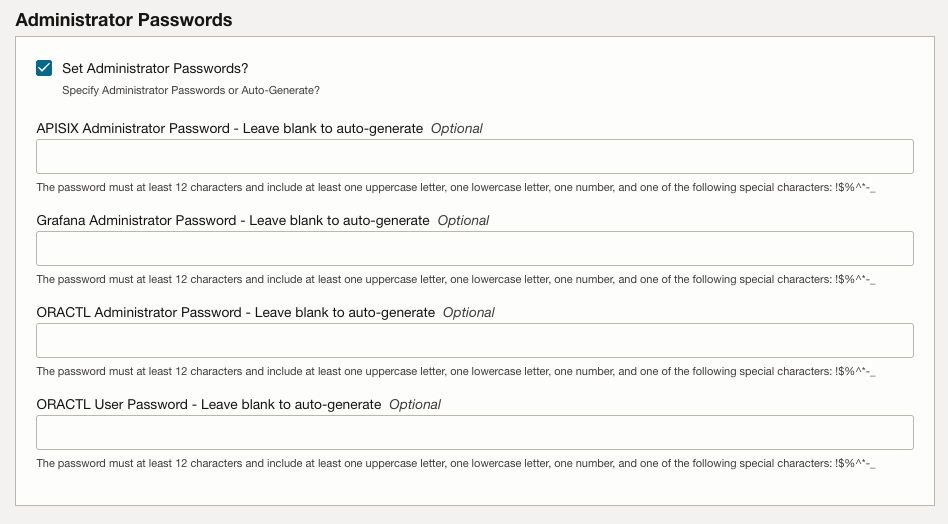 Administrator Passwords
Set Administrator Passwords?
Specify Administrator Passwords or Auto-Generate?
APISIX Administrator Password - Leave blank to auto-generate Optional
The password must at least 12 characters and include at least one uppercase letter, one lowercase letter, one number, and one of the following special characters: !$%^*-_
Grafana Administrator Password - Leave blank to auto-generate Optional
The password must at least 12 characters and include at least one uppercase letter, one lowercase letter, one number, and one of the following special characters: !$%^*-_
ORACTL Administrator Password - Leave blank to auto-generate Optional
The password must at least 12 characters and include at least one uppercase letter, one lowercase letter, one number, and one of the following special characters: !$%^*-_
ORACTL User Password - Leave blank to auto-generate Optional
The password must at least 12 characters and include at least one uppercase letter, one lowercase letter, one number, and one of the following special characters: !$%^*-_